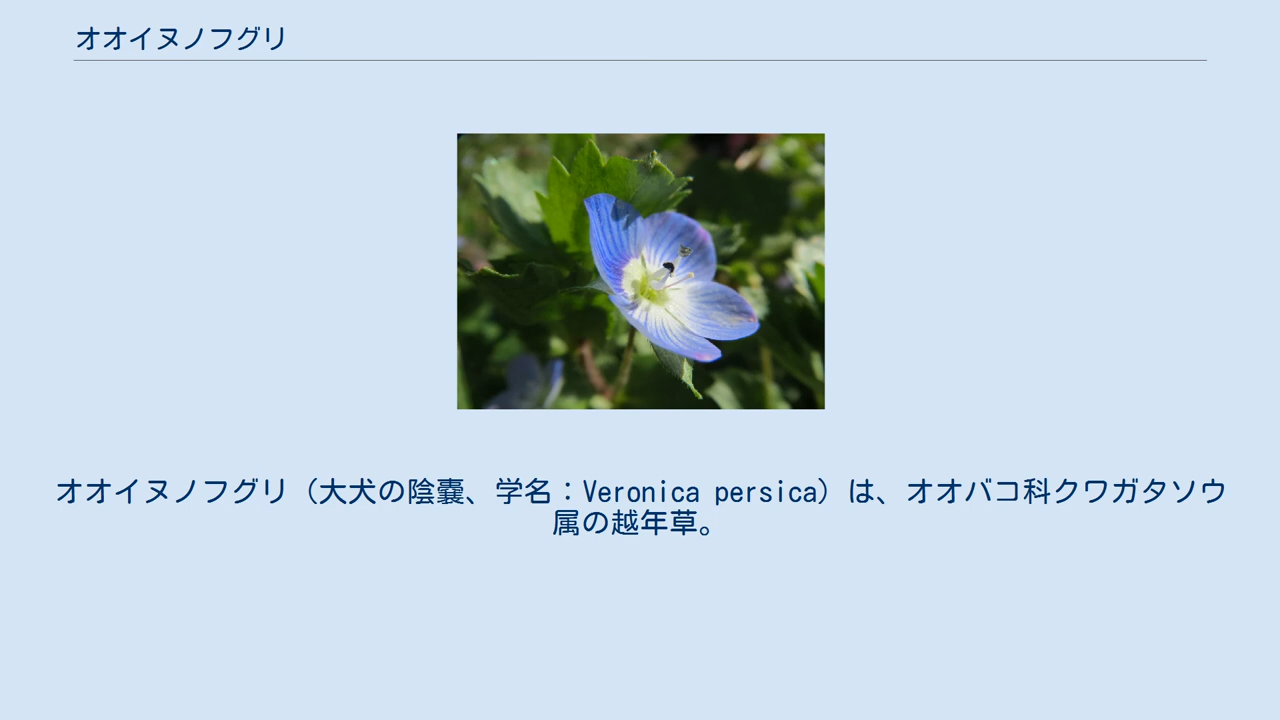 オオイヌノフグリ
オオイヌノフグリ（大犬の陰嚢、学名：Veronica persica）は、オオバコ科クワガタソウ
属の越年草。